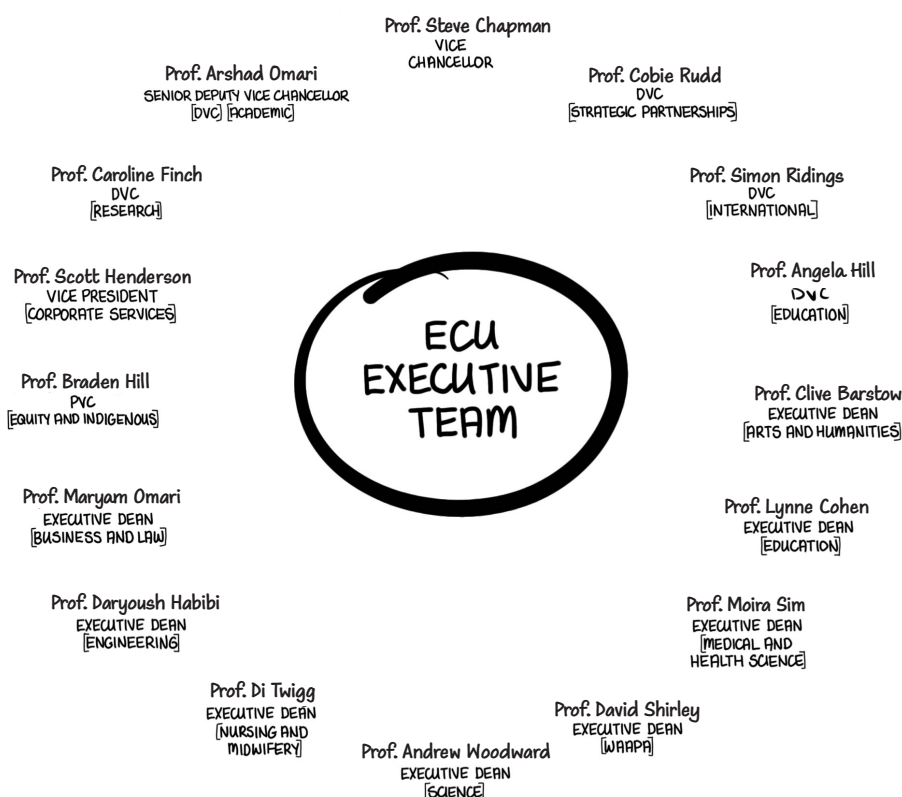 Prof. Steve Chapman
VICE
CHANCELLOR
Prof. Cobie Rudd
DVC
[STRATEGIC PARTNERSHIPS]
Prof. Simon Ridings
DVC
[INTERNATIONAL]
Prof. Angela Hill
DVC
[EDUCATION]
Prof. Clive Barstow
EXECUTIVE DEAN
[ARTS AND HUMANITIES]
Prof. Lynne Cohen
EXECUTIVE DEAN
[EDUCATION]
Prof. Moira Sim
EXECUTIVE DEAN
[MEDICAL AND
HEALTH SCIENCE]
Prof. David Shirley
EXECUTIVE DEAN
[WAAPA]
Prof. Andrew Woodward
EXECUTIVE DEAN
[SCIENCE]
Prof. Di Twigg
EXECUTIVE DEAN
[NURSING AND
MIDWIFERY]
Prof. Daryoush Habibi
EXECUTIVE DEAN
[ENGINEERING]
Prof. Maryam Omari
EXECUTIVE DEAN
[BUSINESS AND LAW]
Prof. Braden Hill
PVC
[EQUITY AND INDIGENOUS]
Prof. Scott Henderson
VICE PRESIDENT
[CORPORATE SERVICES]
Prof. Caroline Finch
DVC
[RESEARCH]
Prof. Arshad Omari
SENIOR DEPUTY VICE CHANCELLOR
[DVC] [ACADEMIC]
ECU
EXECUTIVE
TEAM